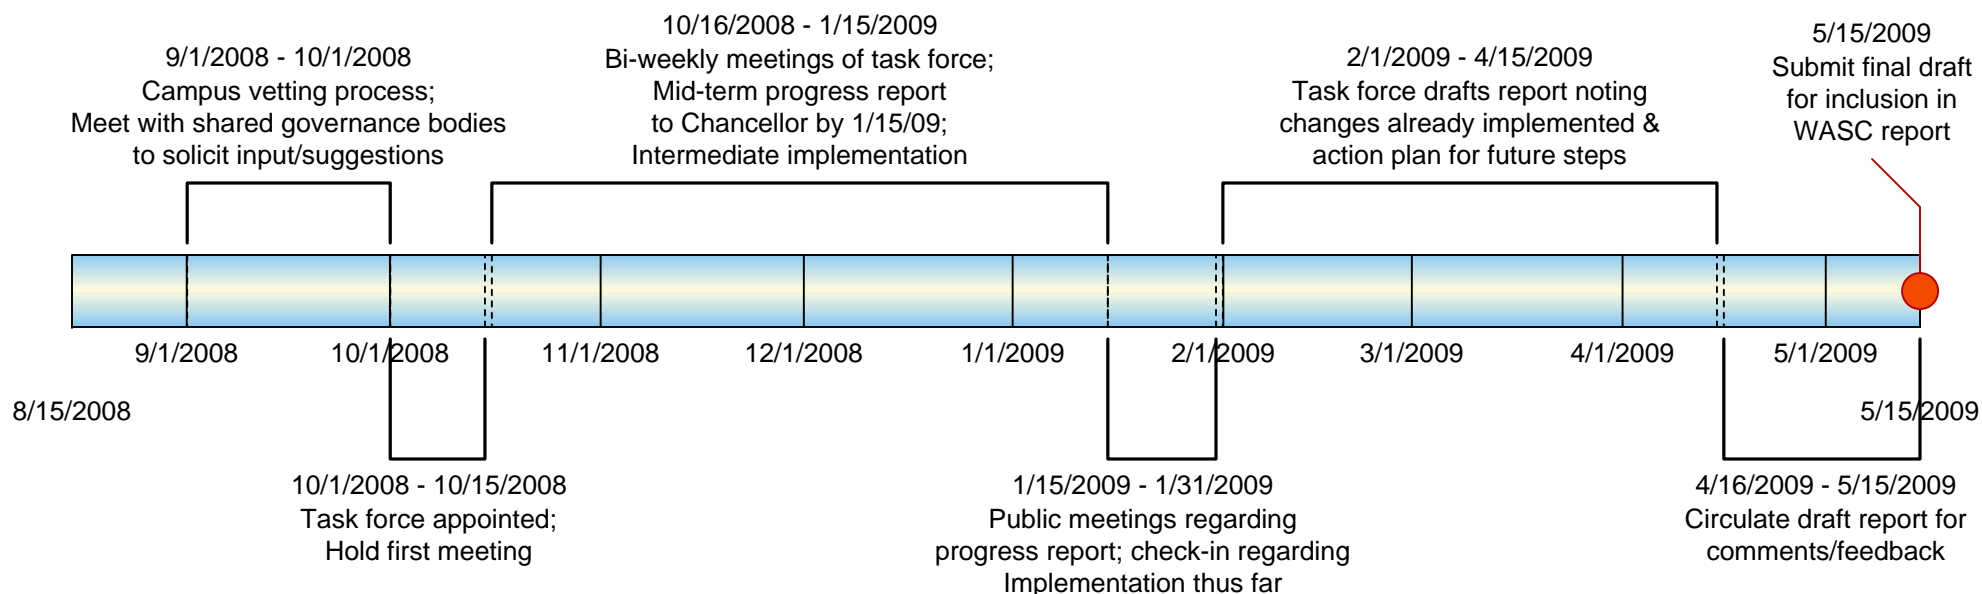 9/1/2008 - 10/1/2008
Campus vetting process;
Meet with shared governance bodies
to solicit input/suggestions
10/16/2008 - 1/15/2009
Bi-weekly meetings of task force;
Mid-term progress report
to Chancellor by 1/15/09;
Intermediate implementation
2/1/2009 - 4/15/2009
Task force drafts report noting
changes already implemented &
action plan for future steps
5/15/2009
Submit final draft
for inclusion in
WASC report
9/1/2008
10/1/2008
11/1/2008
12/1/2008
1/1/2009
2/1/2009
3/1/2009
4/1/2009
5/1/2009
8/15/2008
5/15/2009
10/1/2008 - 10/15/2008
Task force appointed;
Hold first meeting
1/15/2009 - 1/31/2009
Public meetings regarding
progress report; check-in regarding
Implementation thus far
4/16/2009 - 5/15/2009
Circulate draft report for
comments/feedback